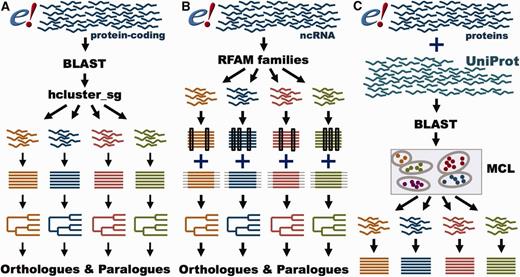 A
e!
protein-coding
BLAST
hcluster_sg
Orthologues & Paralogues
B
e!
ncRNA
RFAM families
+ + + +
Orthologues & Paralogues
C
e!
proteins
+
UniProt
BLAST
MCL